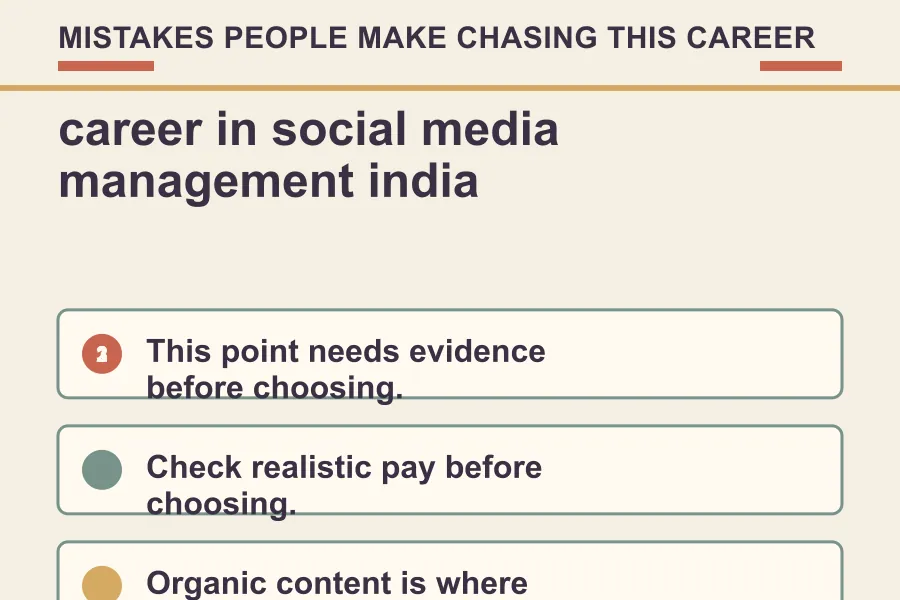 MISTAKES PEOPLE MAKE CHASING THIS CAREER
career in social media
management india
This point needs evidence
before choosing.
Check realistic pay before
choosing.
Organic content is where